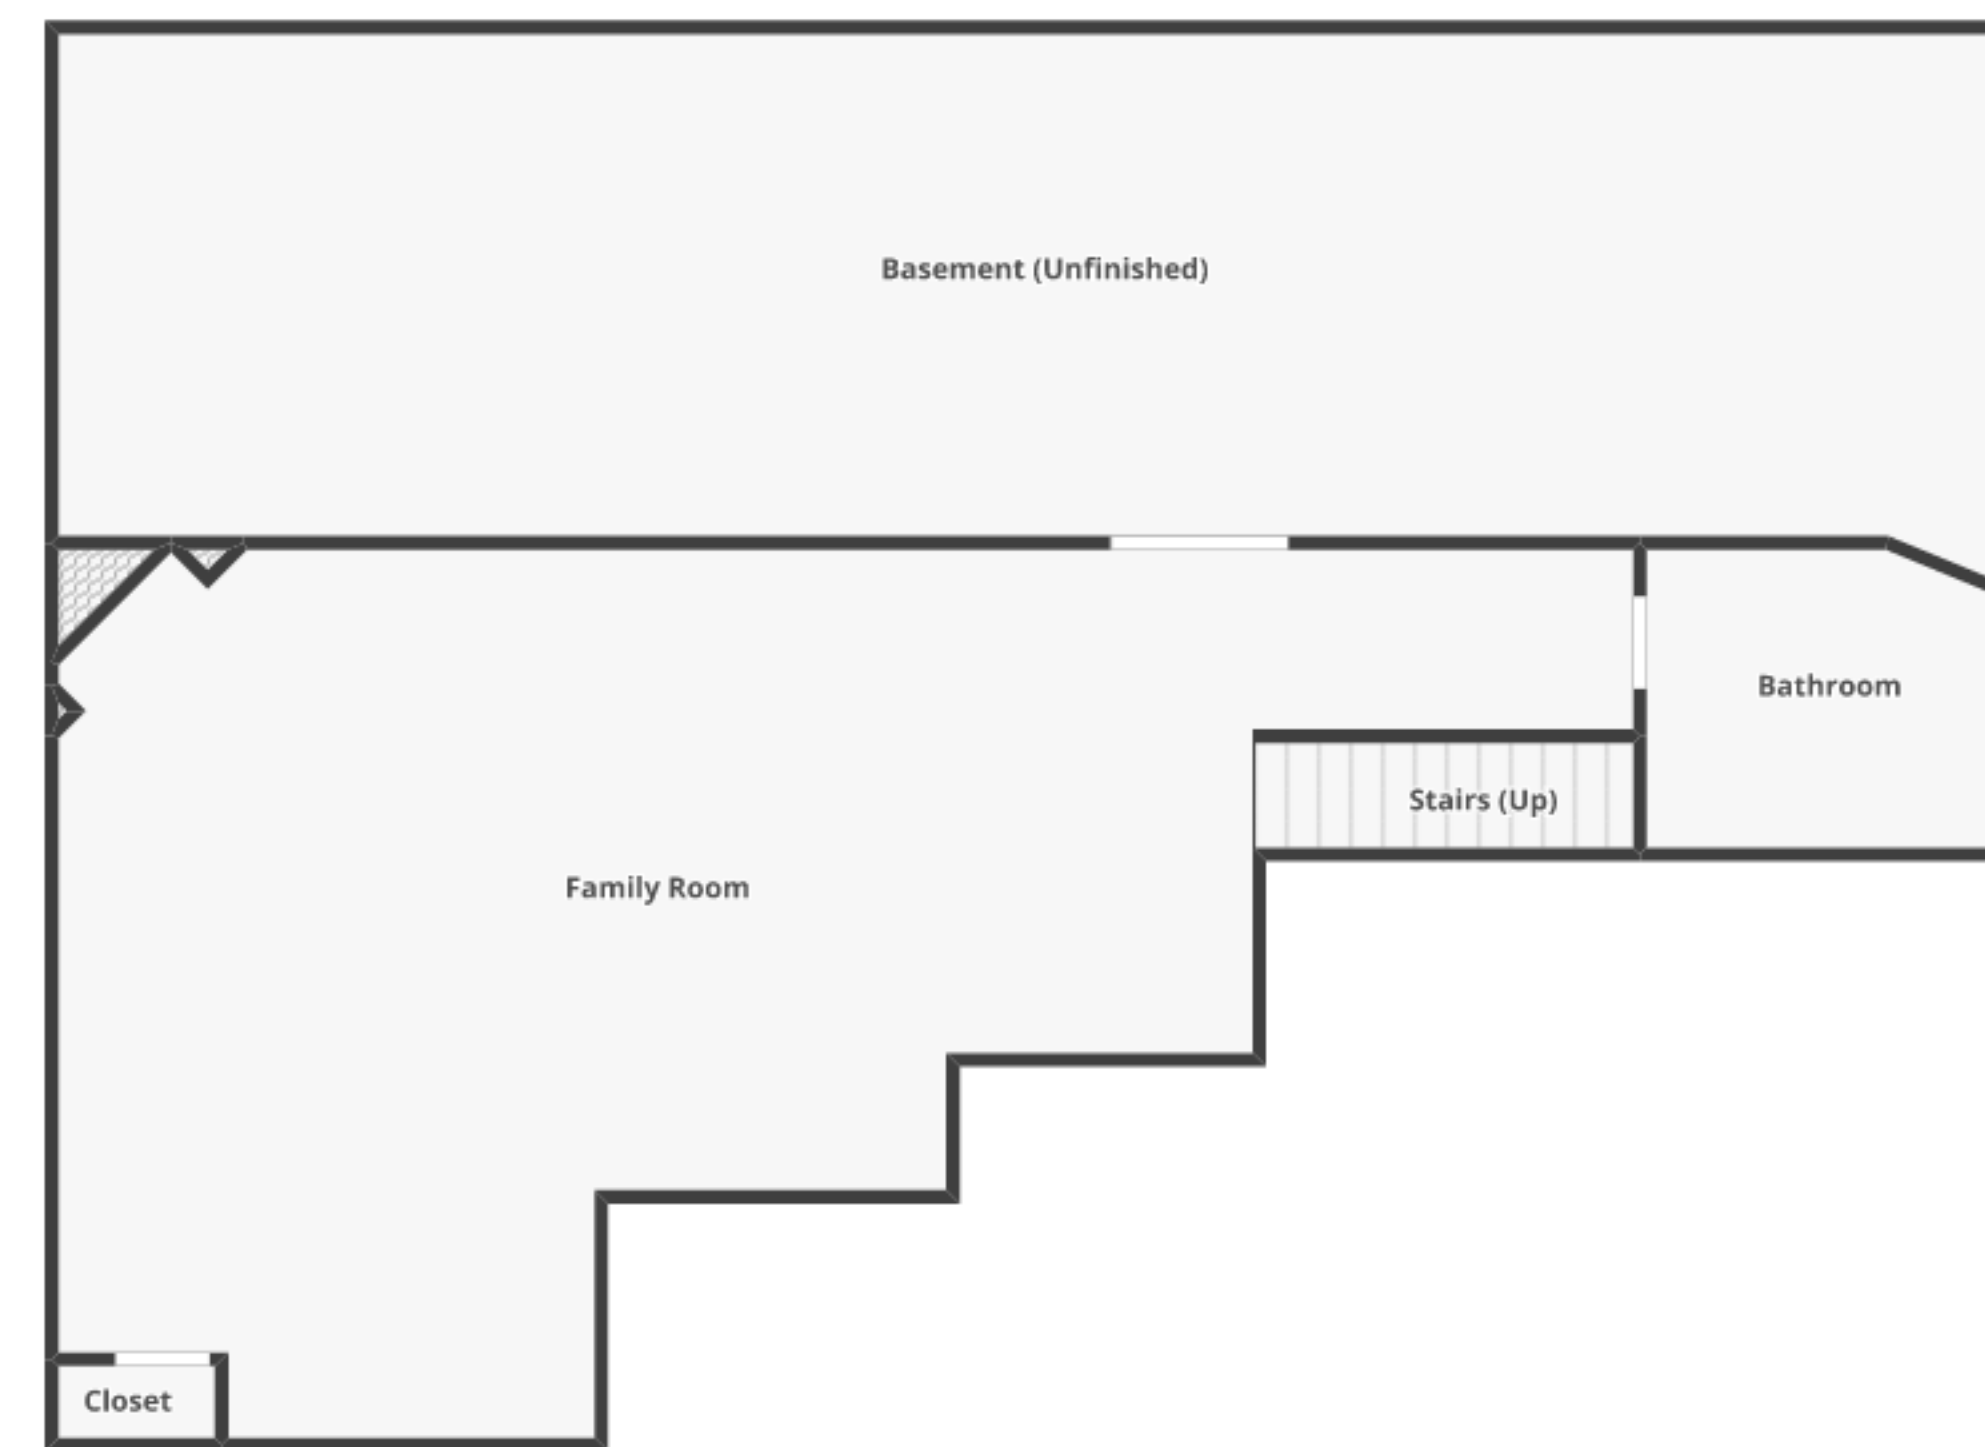 Basement (Unfinished)
Bathroom
Stairs (Up)
Family Room
Closet